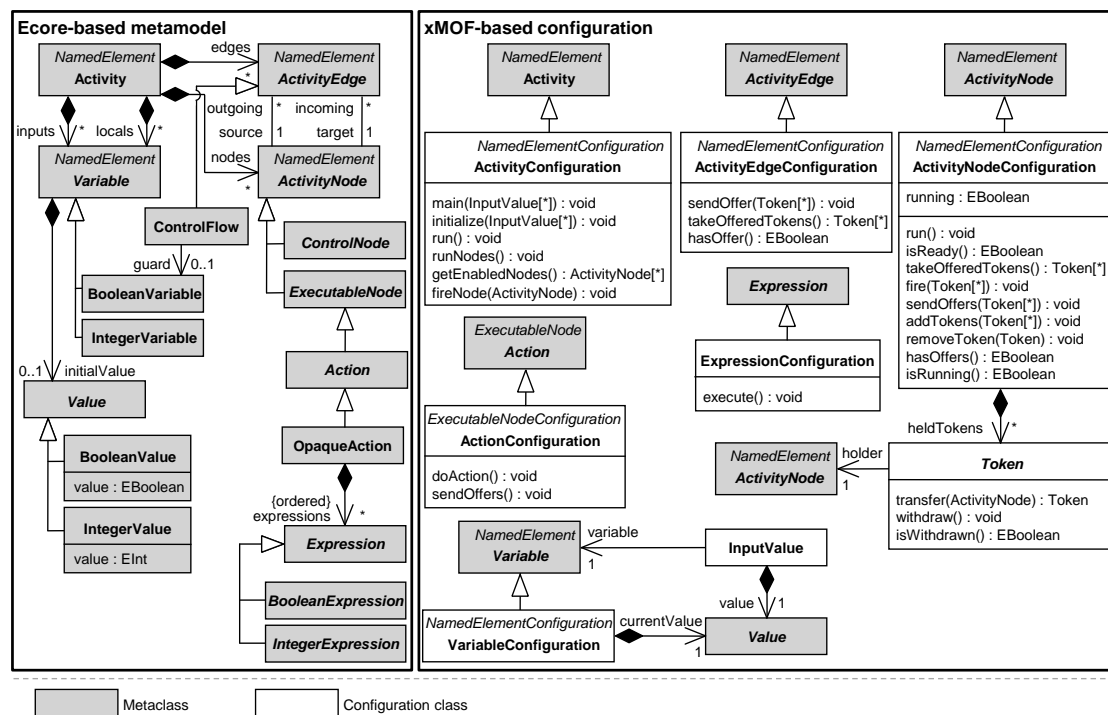 Ecore-based metamodel
NamedElement
Activity
edges
*
NamedElement
ActivityEdge
outgoing
*
incoming
*
source
1
target
1
inputs
*
locals
*
nodes
*
NamedElement
Variable
NamedElement
ActivityNode
ControlFlow
guard
0..1
ControlNode
BooleanVariable
ExecutableNode
IntegerVariable
0..1
initialValue
Action
Value
OpaqueAction
BooleanValue
value : EBoolean
{ordered}
expressions
*
IntegerValue
value : EInt
Expression
BooleanExpression
IntegerExpression
xMOF-based configuration
NamedElement
Activity
NamedElement
ActivityEdge
NamedElement
ActivityNode
NamedElementConfiguration
ActivityConfiguration
main(InputValue[*]) : void
initialize(InputValue[*]) : void
run() : void
runNodes() : void
getEnabledNodes() : ActivityNode[*]
fireNode(ActivityNode) : void
NamedElementConfiguration
ActivityEdgeConfiguration
sendOffer(Token[*]) : void
takeOfferedTokens() : Token[*]
hasOffer() : EBoolean
NamedElementConfiguration
ActivityNodeConfiguration
running : EBoolean
run() : void
isReady() : EBoolean
takeOfferedTokens() : Token[*]
fire(Token[*]) : void
sendOffers(Token[*]) : void
addTokens(Token[*]) : void
removeToken(Token) : void
hasOffers() : EBoolean
isRunning() : EBoolean
Expression
ExpressionConfiguration
execute() : void
ExecutableNode
Action
ExecutableNodeConfiguration
ActionConfiguration
doAction() : void
sendOffers() : void
heldTokens
*
NamedElement
ActivityNode
holder
1
Token
transfer(ActivityNode) : Token
withdraw() : void
isWithdrawn() : EBoolean
NamedElement
Variable
variable
1
InputValue
value
1
NamedElementConfiguration
VariableConfiguration
currentValue
1
Value
Metaclass
Configuration class